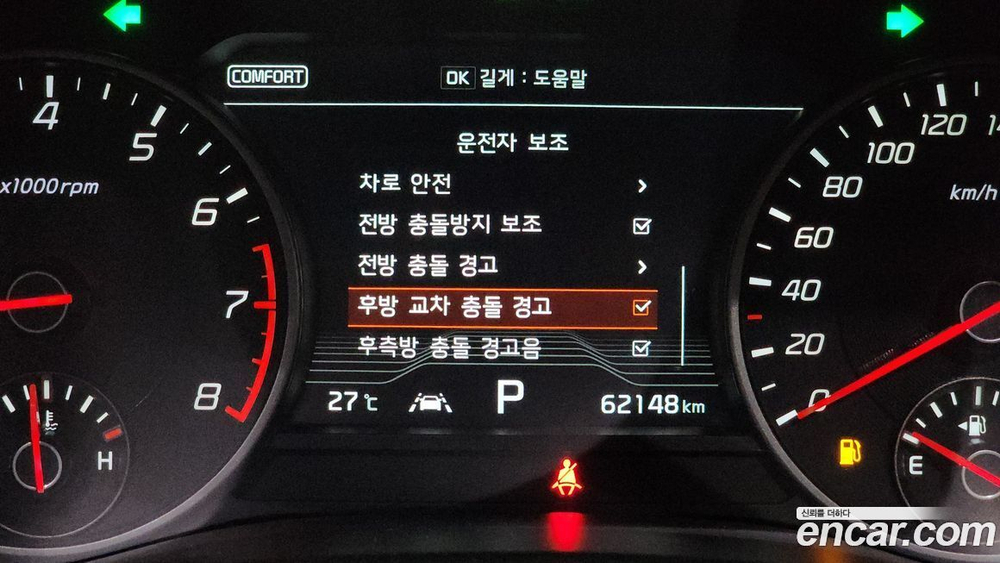 COMFORT
OK 길게 : 도움말
운전자 보조
차로 안전
전방 충돌방지 보조
전방 충돌 경고
후방 교차 충돌 경고
후측방 충돌 경고음
27℃
P
62148 km
4
5
6
7
8
x1000rpm
H
0
20
40
60
80
100
120
km/h
E
신뢰를 더하다
encar.com